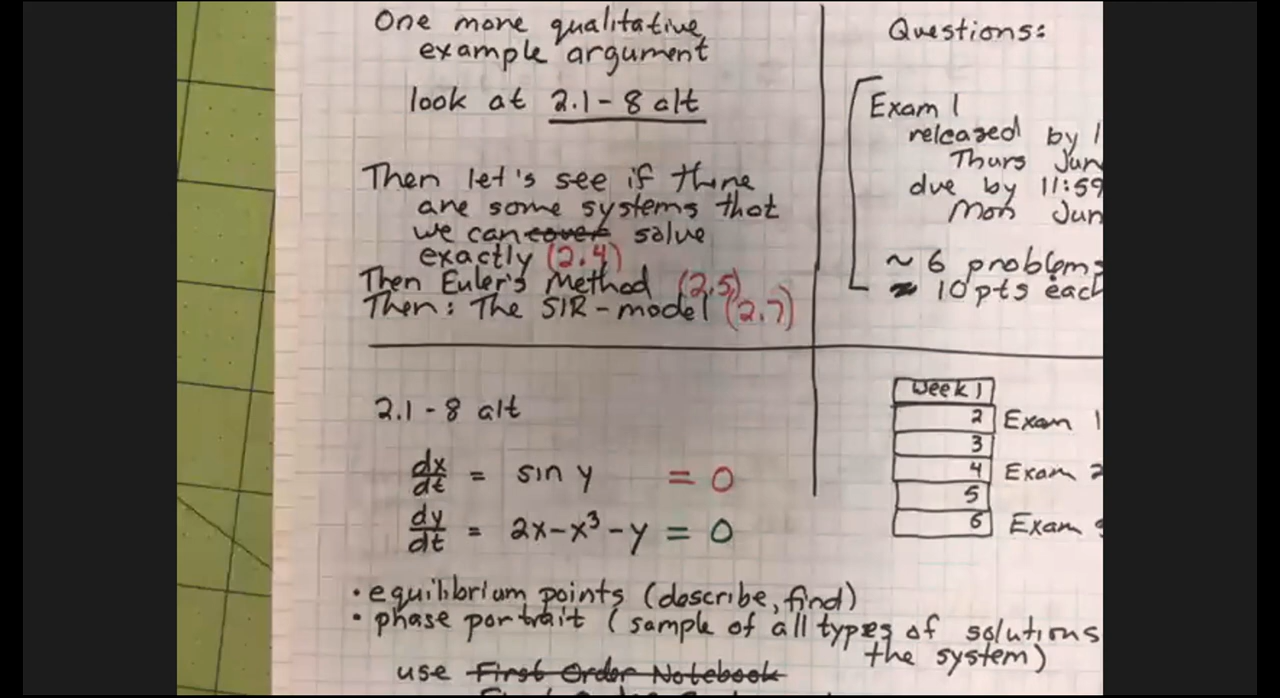 One more qualitative
example argument
look at 2.1-8 alt
Then let's see if there
are some systems that
we can cover solve
exactly (2.4)
Then Euler's Method (2.5)
Then: The SIR-model (2.7)
Questions:
Exam 1
released by 1
Thurs Jun
due by 11:59
Mon Jun
~ 6 problems
≈ 10 pts each
Week 1
2 Exam 1
3
4 Exam 2
5
6 Exam
2.1-8 alt
dx/dt = sin y = 0
dy/dt = 2x-x³-y = 0
• equilibrium points (describe, find)
• phase portrait (sample of all types of solutions
the system)
use First Order Notebook